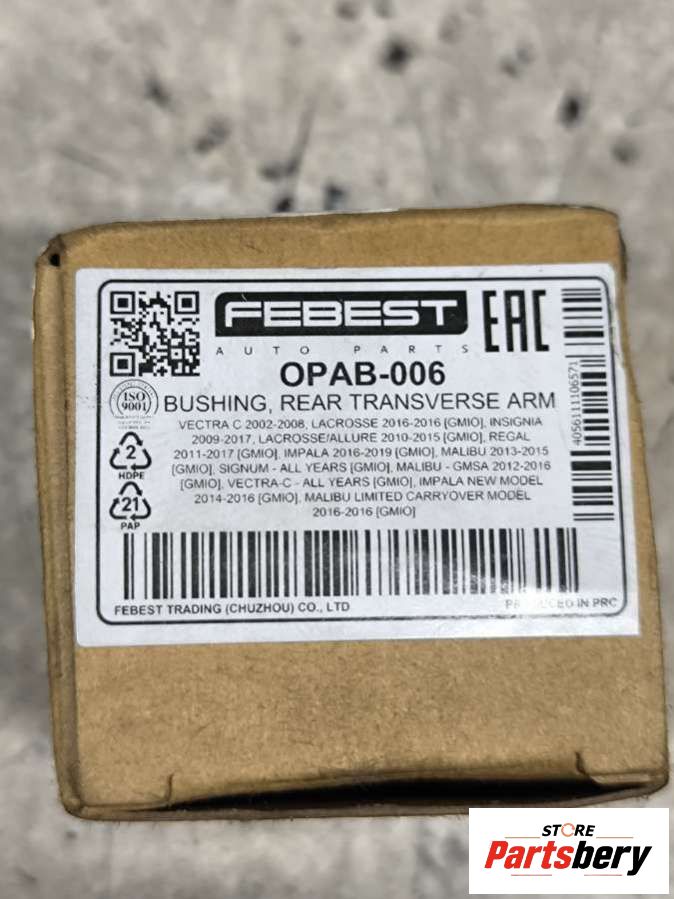 FEBEST
AUTO PARTS
EAC
OPAB-006
ISO
9001
BUSHING, REAR TRANSVERSE ARM
VECTRA C 2002-2008, LACROSSE 2016-2016 [GMIO], INSIGNIA
2009-2017, LACROSSE/ALLURE 2010-2015 [GMIO], REGAL
2011-2017 [GMIO], IMPALA 2016-2019 [GMIO], MALIBU 2013-2015
[GMIO], SIGNUM - ALL YEARS [GMIO], MALIBU - GMSA 2012-2016
[GMIO], VECTRA-C - ALL YEARS [GMIO], IMPALA NEW MODEL
2014-2016 [GMIO], MALIBU LIMITED CARRYOVER MODEL
2016-2016 [GMIO]
2
HDPE
21
PAP
4056111106571
FEBEST TRADING (CHUZHOU) CO., LTD
PRODUCED IN PRC
STORE
Partsbery